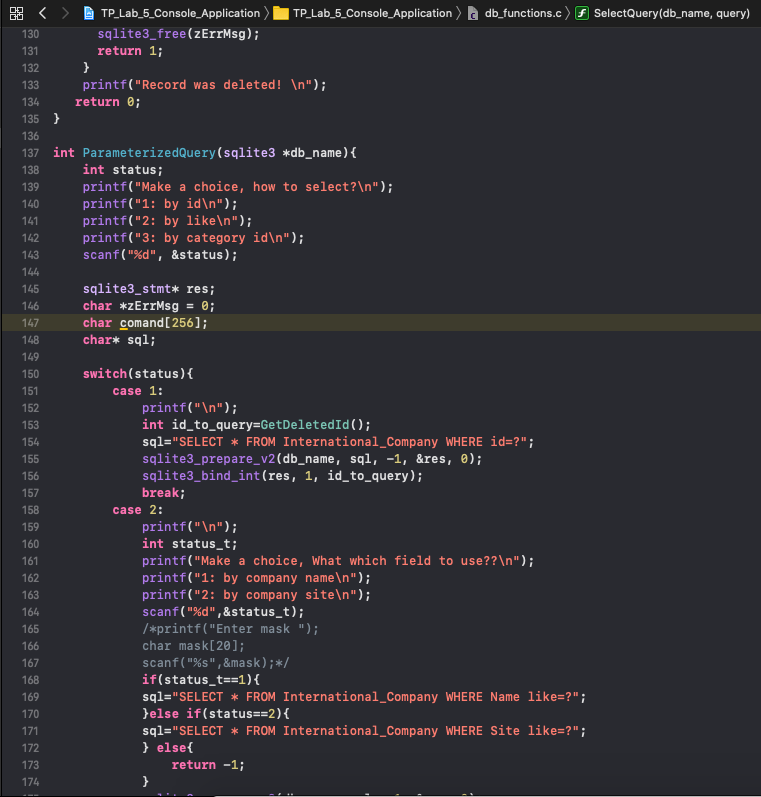 TP_Lab_5_Console_Application TP_Lab_5_Console_Application db_functions.c SelectQuery(db_name, query)
130 sqlite3_free(zErrMsg);
131 return 1;
132 }
133 printf("Record was deleted! \n");
134 return 0;
135 }
136
137 int ParameterizedQuery(sqlite3 *db_name){
138 int status;
139 printf("Make a choice, how to select?\n");
140 printf("1: by id\n");
141 printf("2: by like\n");
142 printf("3: by category id\n");
143 scanf("%d", &status);
144
145 sqlite3_stmt* res;
146 char *zErrMsg = 0;
147 char comand[256];
148 char* sql;
149
150 switch(status){
151 case 1:
152 printf("\n");
153 int id_to_query=GetDeletedId();
154 sql="SELECT * FROM International_Company WHERE id=?";
155 sqlite3_prepare_v2(db_name, sql, -1, &res, 0);
156 sqlite3_bind_int(res, 1, id_to_query);
157 break;
158 case 2:
159 printf("\n");
160 int status_t;
161 printf("Make a choice, What which field to use??\n");
162 printf("1: by company name\n");
163 printf("2: by company site\n");
164 scanf("%d",&status_t);
165 /*printf("Enter mask ");
166 char mask[20];
167 scanf("%s",&mask);*/
168 if(status_t==1){
169 sql="SELECT * FROM International_Company WHERE Name like=?";
170 }else if(status==2){
171 sql="SELECT * FROM International_Company WHERE Site like=?";
172 } else{
173 return -1;
174 }